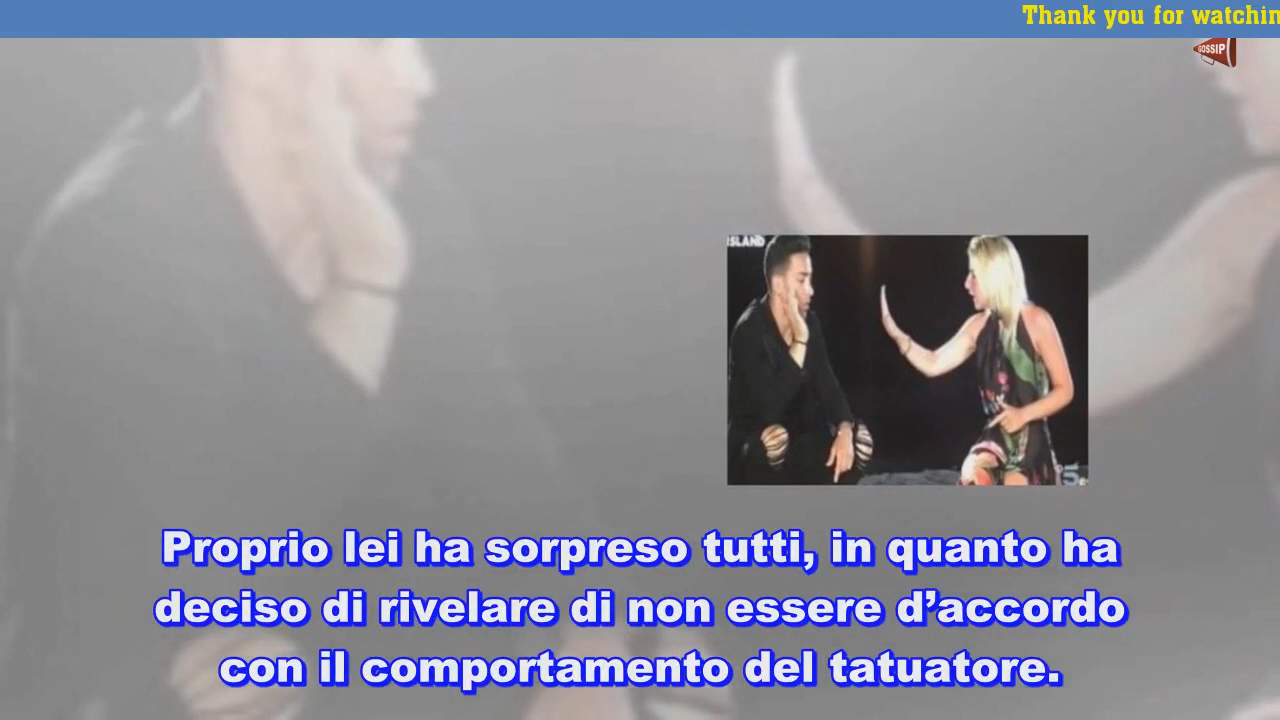 Thank you for watchin
GOSSIP
ISLAND
5
Proprio lei ha sorpreso tutti, in quanto ha
deciso di rivelare di non essere d’accordo
con il comportamento del tatuatore.